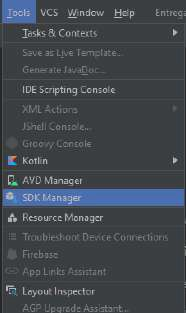 Tools VCS Window Help Entrega
Tasks & Contexts
Save as Live Template...
Generate JavaDoc...
IDE Scripting Console
XML Actions
JShell Console...
Groovy Console
Kotlin
AVD Manager
SDK Manager
Resource Manager
Troubleshoot Device Connections
Firebase
App Links Assistant
Layout Inspector
AGP Upgrade Assistant...